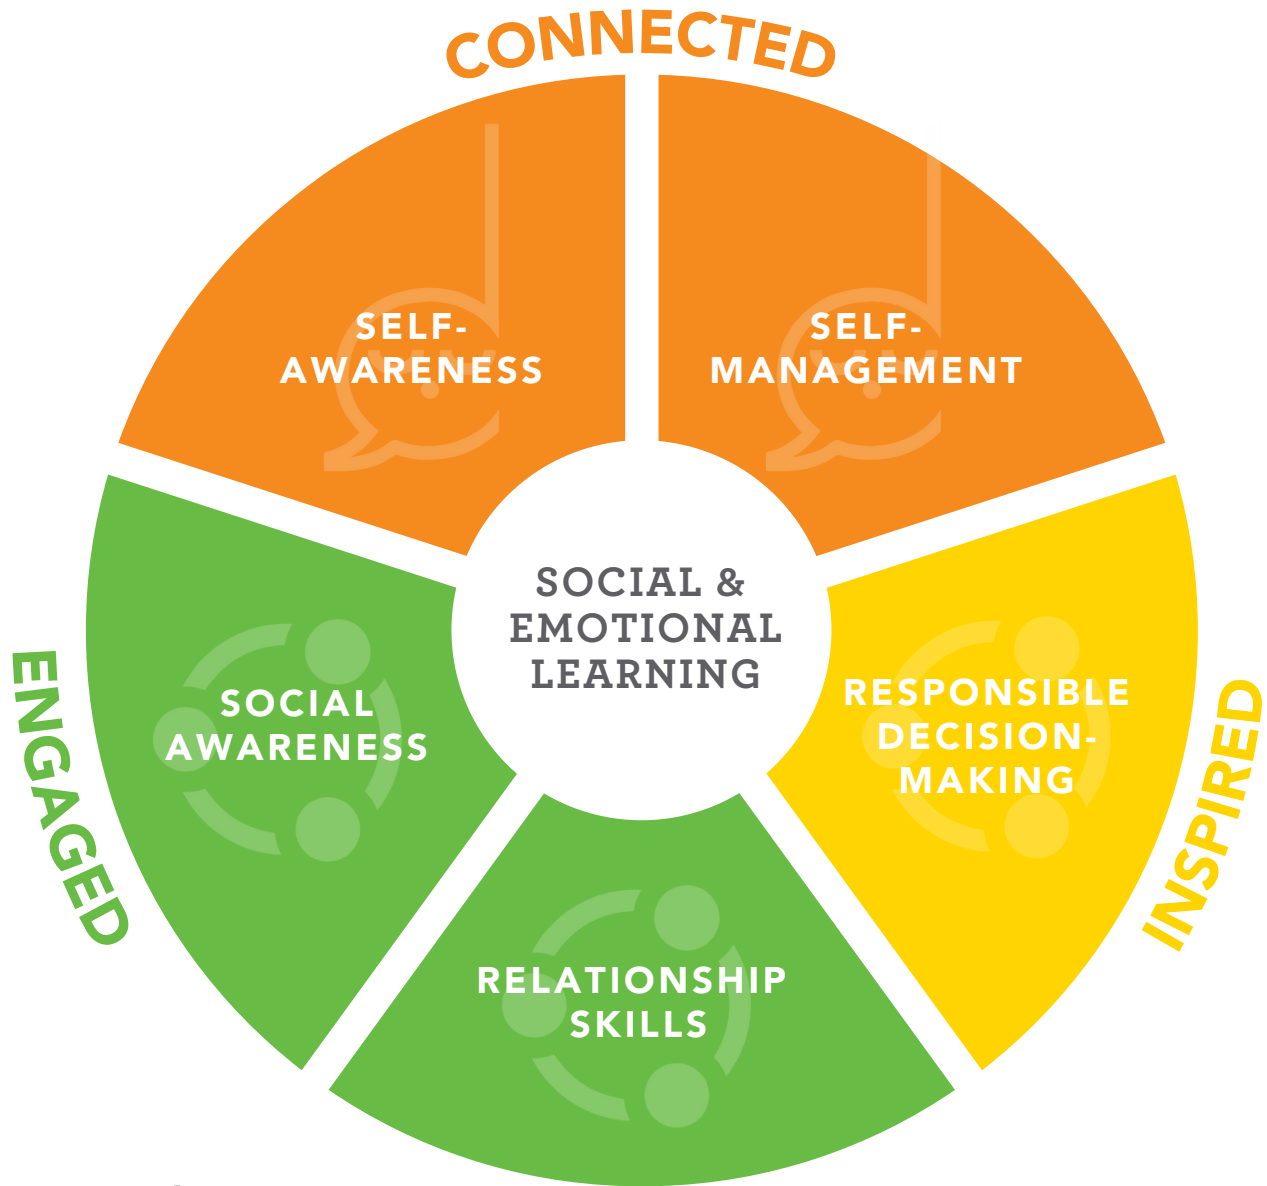 CONNECTED
SELF-
AWARENESS
SELF-
MANAGEMENT
SOCIAL &
EMOTIONAL
LEARNING
ENGAGED
SOCIAL
AWARENESS
RESPONSIBLE
DECISION-
MAKING
INSPIRED
RELATIONSHIP
SKILLS